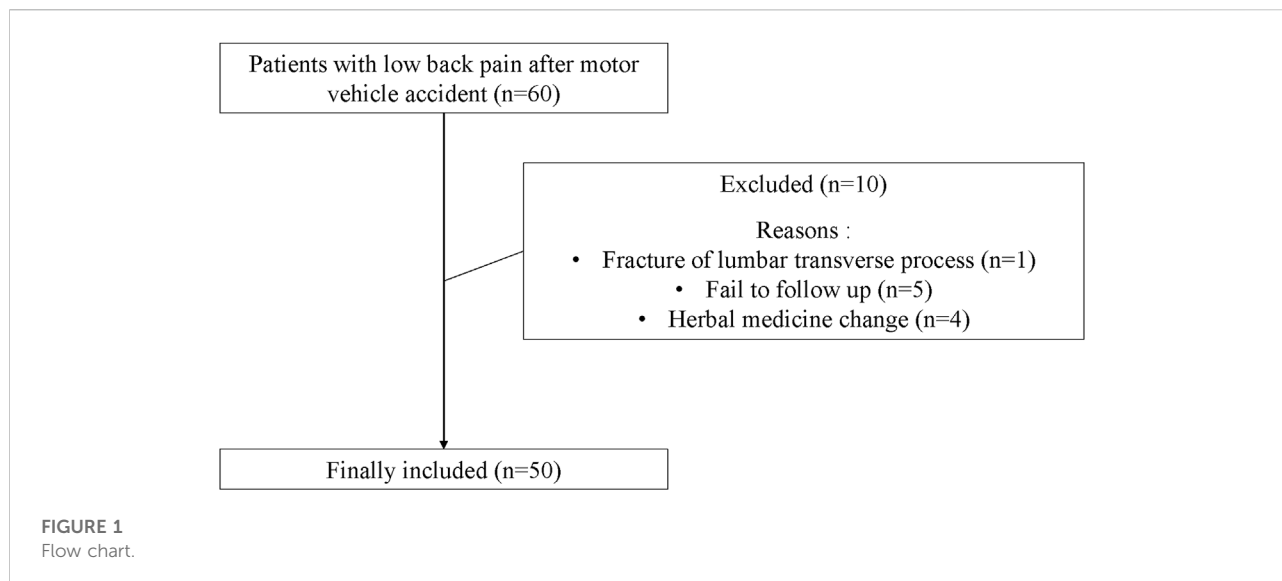 Patients with low back pain after motor
vehicle accident (n=60)
Excluded (n=10)
Reasons :
• Fracture of lumbar transverse process (n=1)
• Fail to follow up (n=5)
• Herbal medicine change (n=4)
Finally included (n=50)
FIGURE 1
Flow chart.